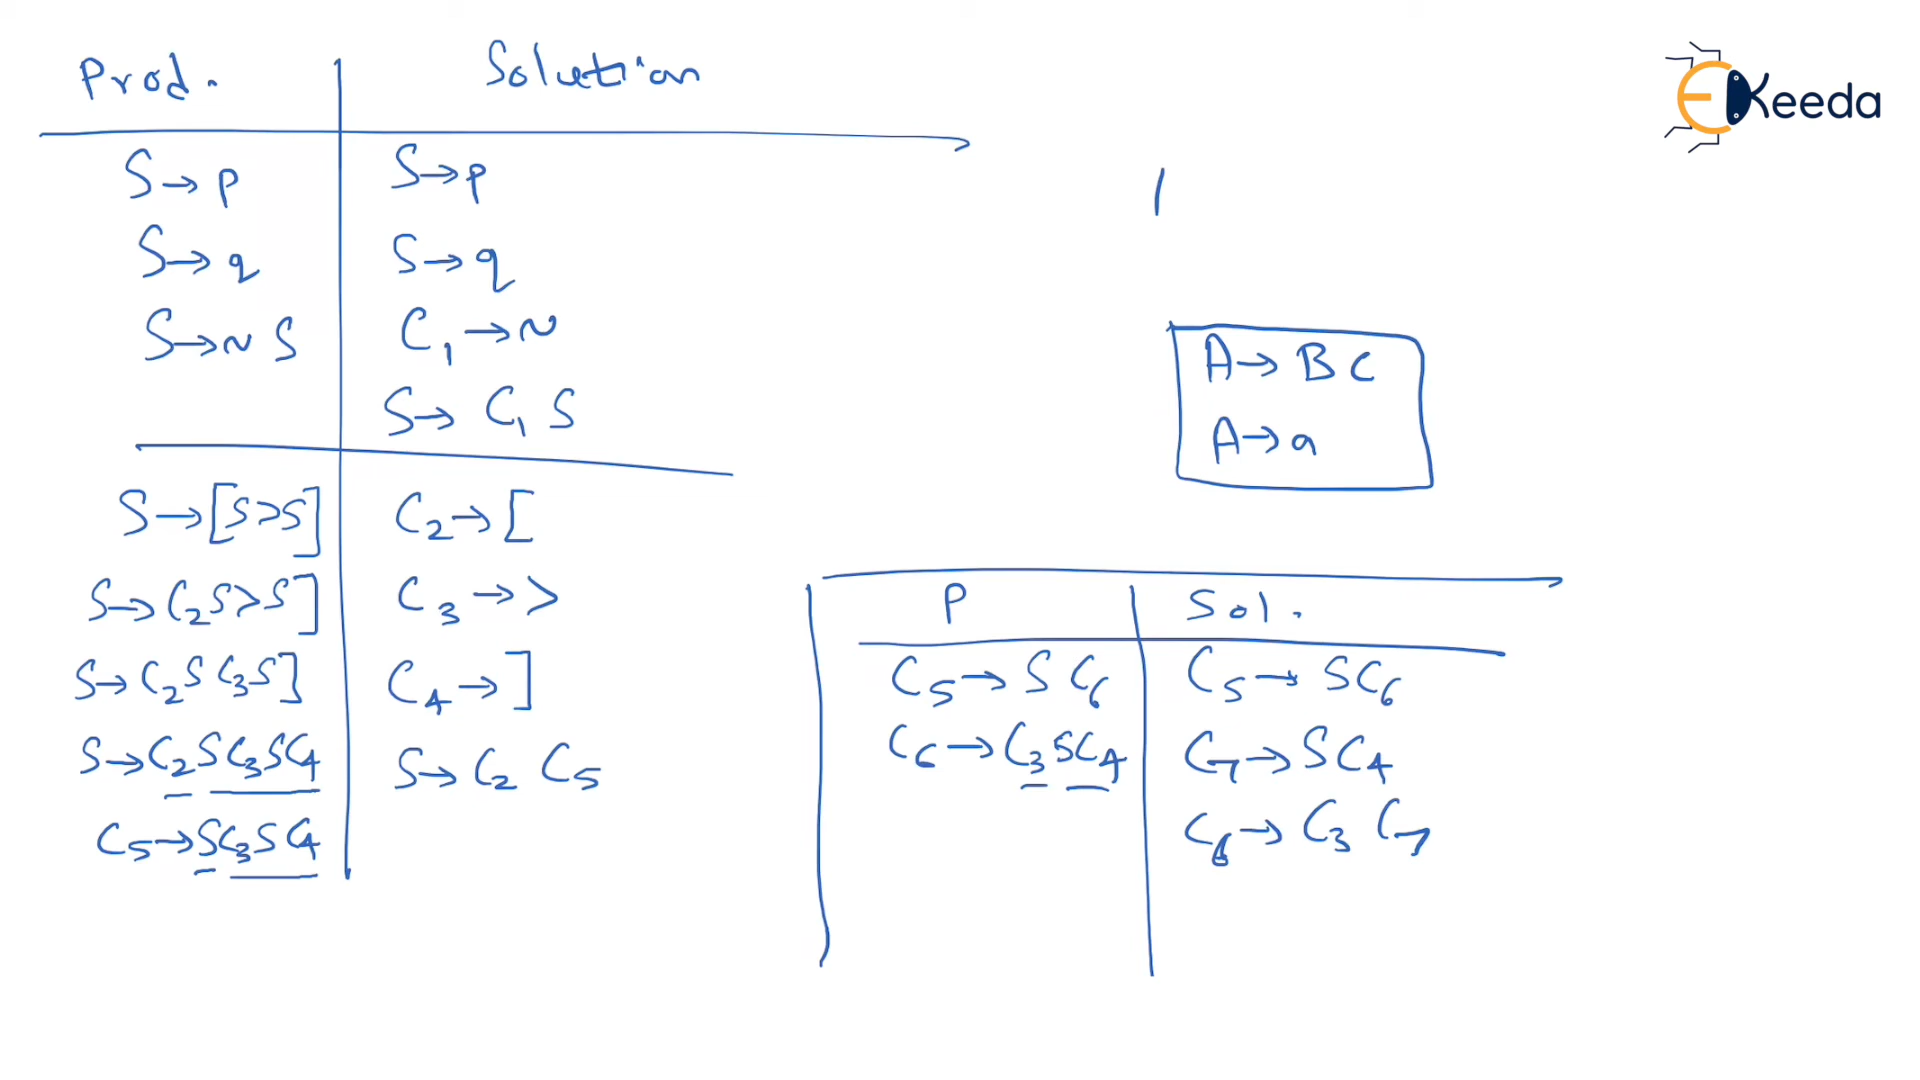 Prod. Solution
S→p S→p
S→q S→q
S→~S C₁→~
S→C₁S
S→[S>S] C₂→[
S→C₂S>S] C₃→>
S→C₂SC₃S] C₄→]
S→C₂SC₃SC₄ S→C₂C₅
C₅→SC₃SC₄
EKeeda
A→BC
A→a
P Sol.
C₅→SC₆ C₅→SC₆
C₆→C₃SC₄ C₇→SC₄
C₆→C₃C₇